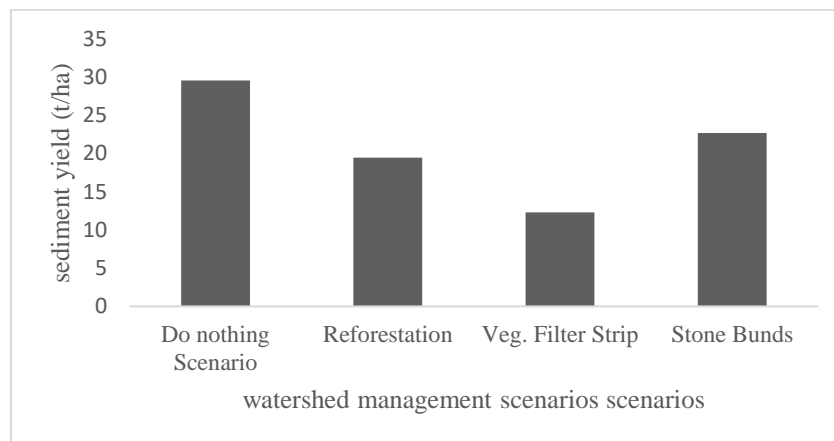 sediment yield (t/ha)
35
30
25
20
15
10
5
0
Do nothing
Scenario
Reforestation
Veg. Filter Strip
Stone Bunds
watershed management scenarios scenarios